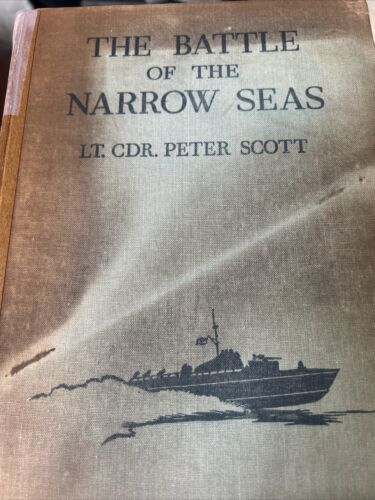 THE BATTLE
OF THE
NARROW SEAS
LT. CDR. PETER SCOTT